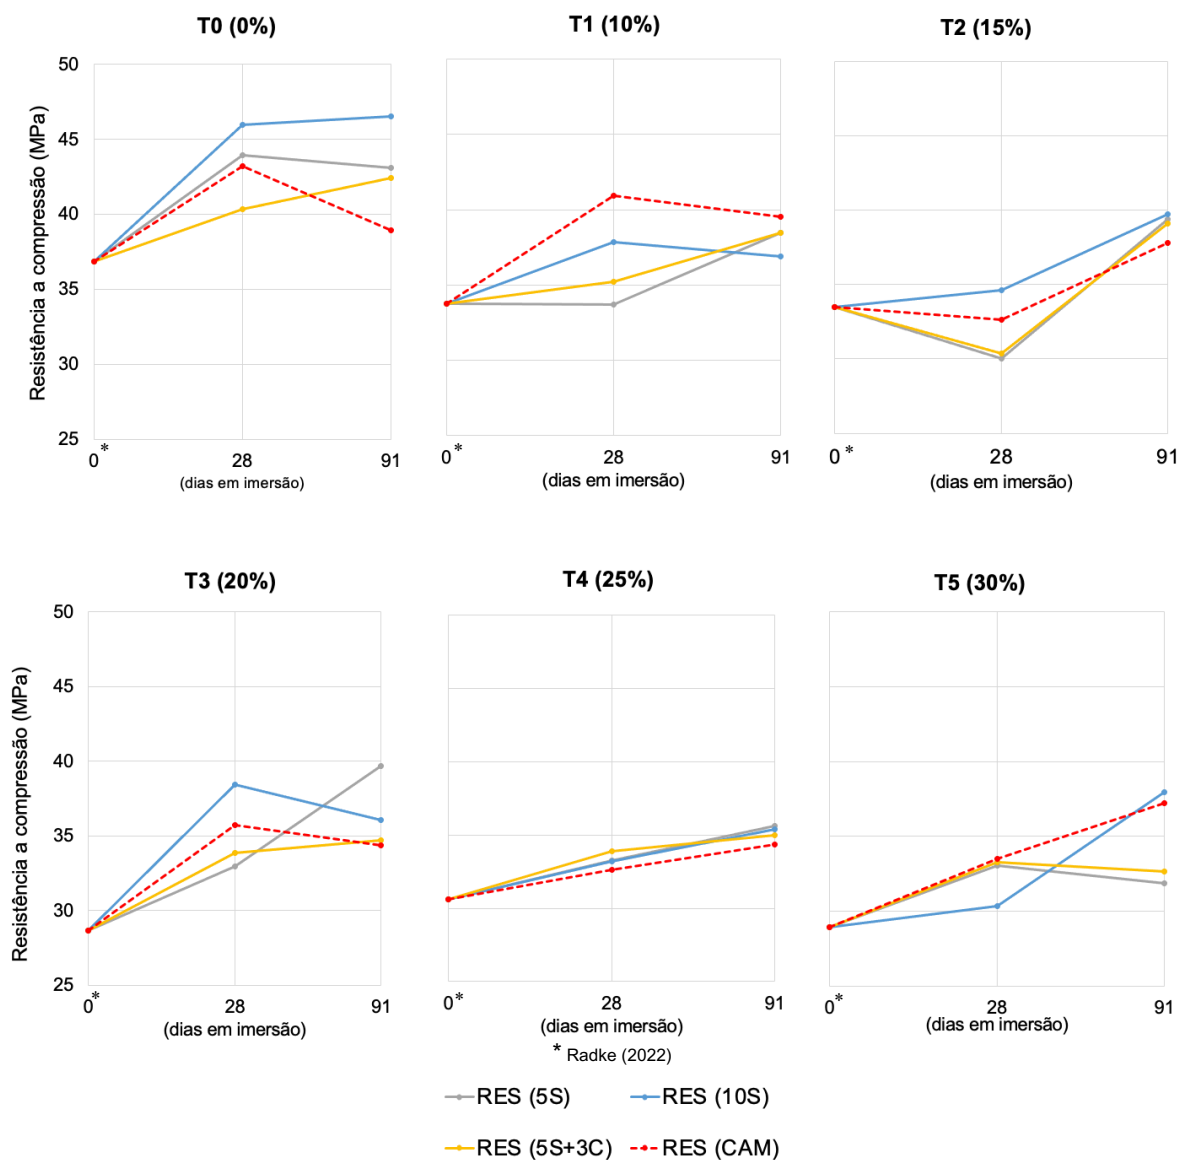 T0 (0%)
T1 (10%)
T2 (15%)
Resistência a compressão (MPa)
50
45
40
35
30
25
0 *
28
91
(dias em imersão)
0 *
28
91
(dias em imersão)
0 *
28
91
(dias em imersão)
T3 (20%)
T4 (25%)
T5 (30%)
Resistência a compressão (MPa)
50
45
40
35
30
25
0*
28
91
(dias em imersão)
0*
28
91
(dias em imersão)
0*
28
91
(dias em imersão)
* Radke (2022)
RES (5S)
RES (10S)
RES (5S+3C)
RES (CAM)